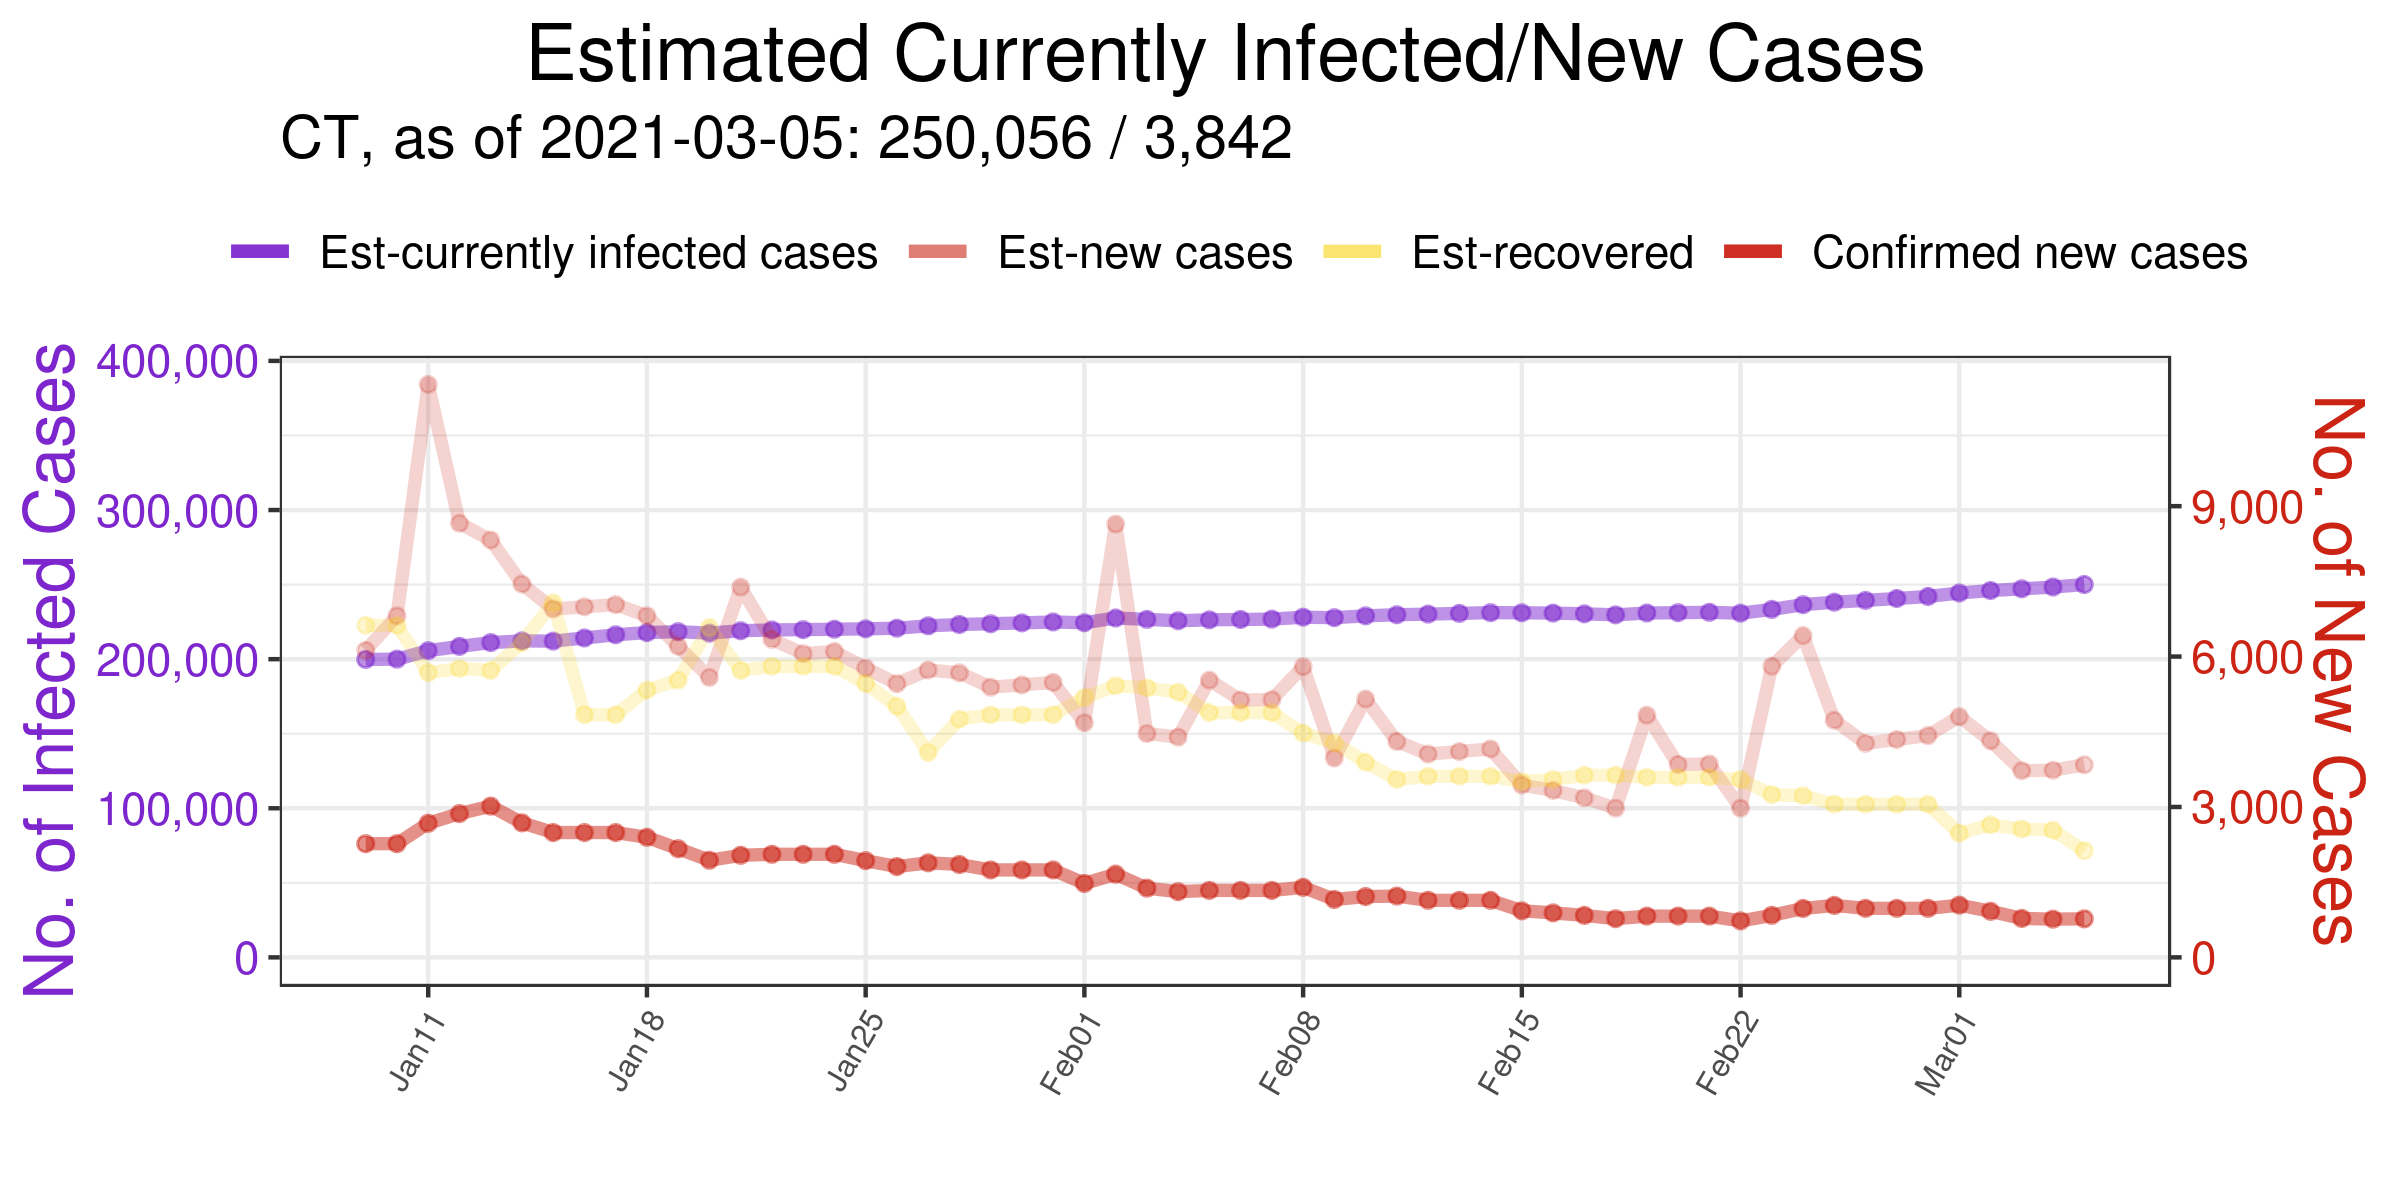 Estimated Currently Infected/New Cases
CT, as of 2021-03-05: 250,056 / 3,842
Est-currently infected cases Est-new cases Est-recovered Confirmed new cases
No. of Infected Cases
400,000
300,000
200,000
100,000
0
9,000
6,000
3,000
0
No. of New Cases
Jan11 Jan18 Jan25 Feb01 Feb08 Feb15 Feb22 Mar01